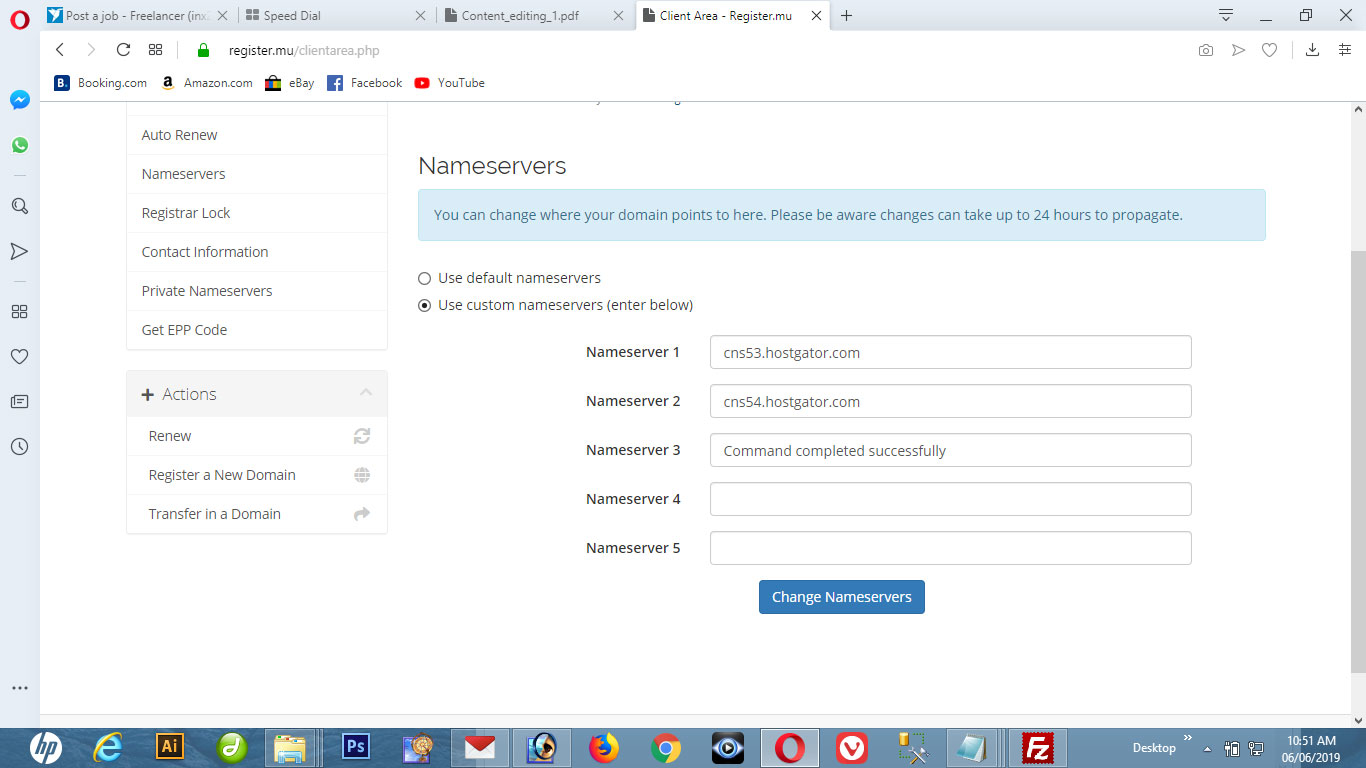 Post a job - Freelancer (inx
Speed Dial
Content_editing_1.pdf
Client Area - Register.mu
register.mu/clientarea.php
B. Booking.com
a Amazon.com
eBay
Facebook
YouTube
Auto Renew
Nameservers
Registrar Lock
Contact Information
Private Nameservers
Get EPP Code
Actions
Renew
Register a New Domain
Transfer in a Domain
Nameservers
You can change where your domain points to here. Please be aware changes can take up to 24 hours to propagate.
Use default nameservers
Use custom nameservers (enter below)
Nameserver 1 cns53.hostgator.com
Nameserver 2 cns54.hostgator.com
Nameserver 3 Command completed successfully
Nameserver 4
Nameserver 5
Change Nameservers
hp
Ai
Ps
Fz
Desktop
10:51 AM
06/06/2019